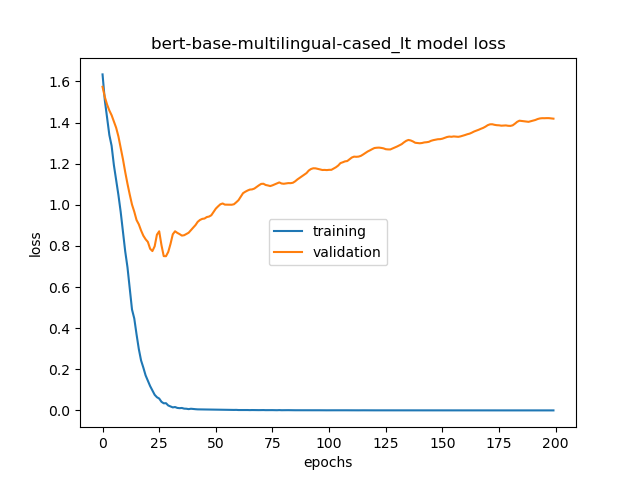 bert-base-multilingual-cased_lt model loss
1.6
1.4
1.2
1.0
0.8
0.6
0.4
0.2
0.0
loss
training
validation
0 25 50 75 100 125 150 175 200
epochs